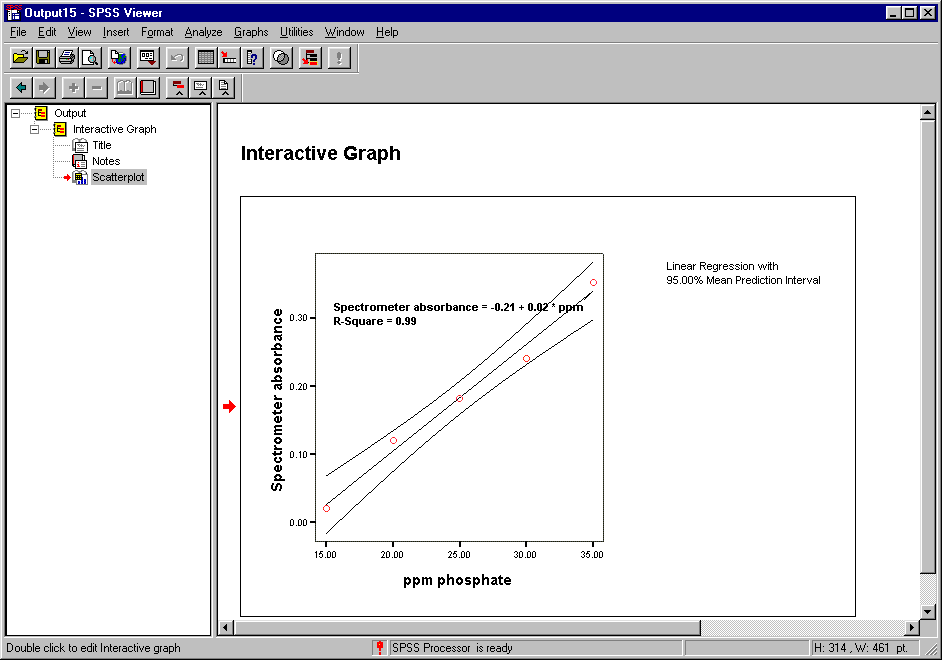 Output15 - SPSS Viewer
File Edit View Insert Format Analyze Graphs Utilities Window Help
Output
Interactive Graph
Title
Notes
Scatterplot
Interactive Graph
Linear Regression with
95.00% Mean Prediction Interval
Spectrometer absorbance = -0.21 + 0.02 * ppm
R-Square = 0.99
Spectrometer absorbance
0.30
0.20
0.10
0.00
15.00 20.00 25.00 30.00 35.00
ppm phosphate
Double click to edit Interactive graph
SPSS Processor is ready
H: 314 , W: 461 pt.